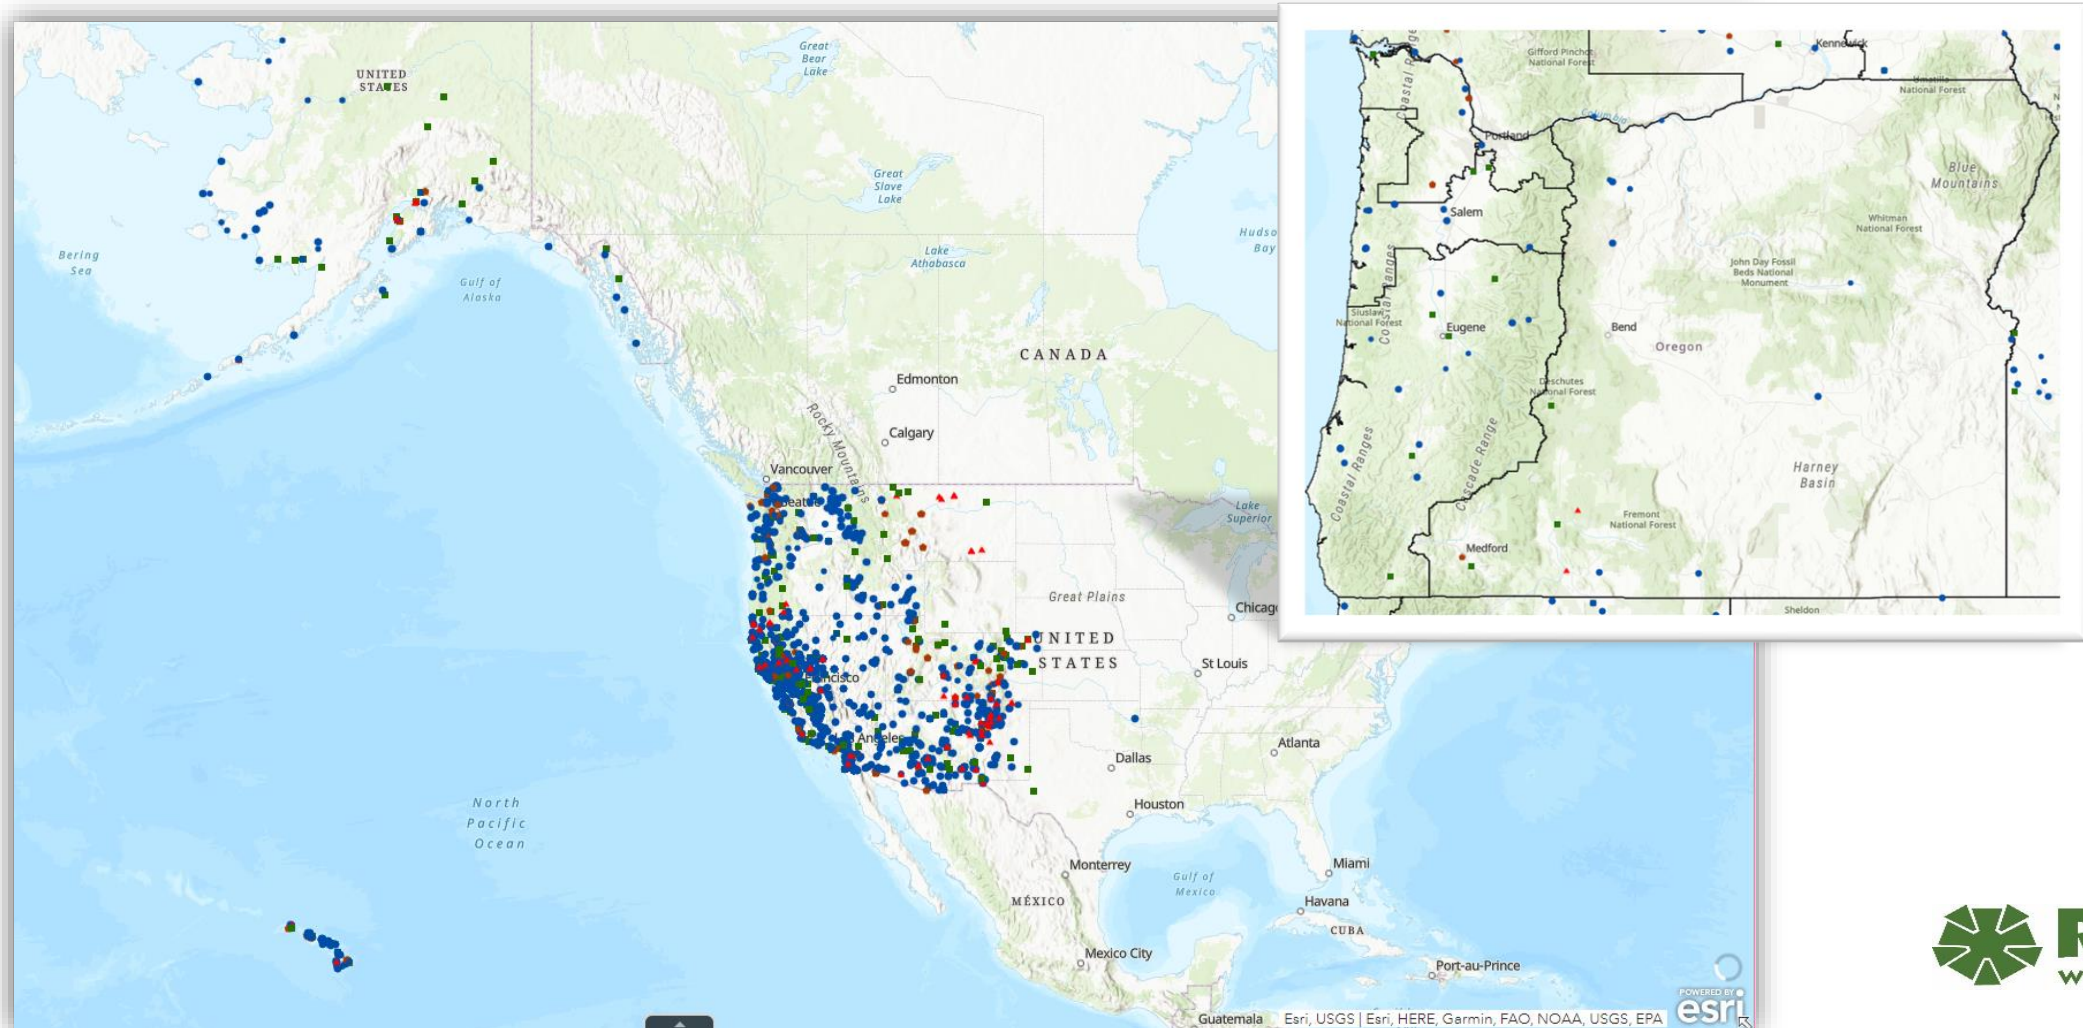 Great
Bear
Lake
UNITED
STATES
Great
Slave
Lake
Bering
Sea
Gulf of
Alaska
Lake
Athabasca
Hudso
Bay
CANADA
Edmonton
Calgary
Rocky Mountains
Vancouver
Seattle
Lake
Superior
Great Plains
Chicago
UNITED
STATES
St Louis
Francisco
Los Angeles
Atlanta
Dallas
Houston
North
Pacific
Ocean
Monterrey
Gulf of
Mexico
Miami
MÉXICO
Havana
CUBA
Mexico City
Port-au-Prince
Guatemala
Esri, USGS | Esri, HERE, Garmin, FAO, NOAA, USGS, EPA
POWERED BY
esri
Coastal Range
Gifford Pinchot
National Forest
Kennewick
Umatilla
National Forest
Columbia
Portland
Blue
Mountains
Salem
Whitman
National Forest
John Day Fossil
Beds National
Monument
Coastal Ranges
Siuslaw
National Forest
Eugene
Bend
Oregon
Deschutes
National Forest
Coastal Ranges
Cascade Range
Harney
Basin
Fremont
National Forest
Medford
Sheldon
R
W